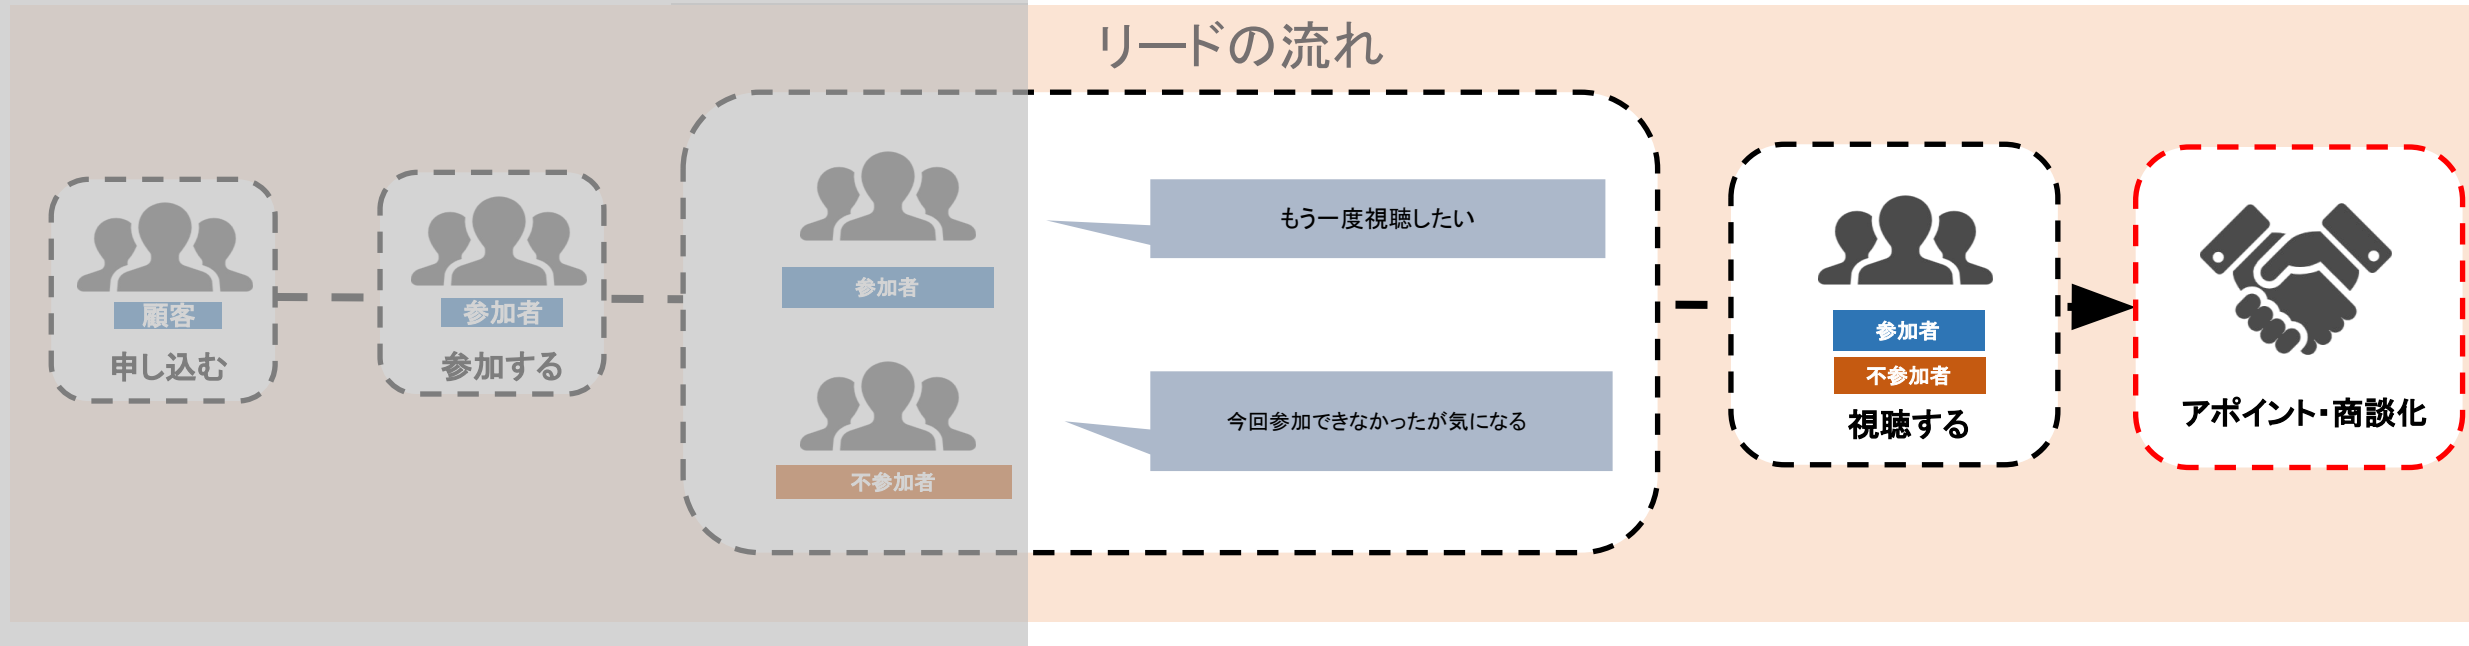 リードの流れ
顧客
申し込む
参加者
参加する
参加者
もう一度視聴したい
不参加者
今回参加できなかったが気になる
参加者
不参加者
視聴する
アポイント・商談化